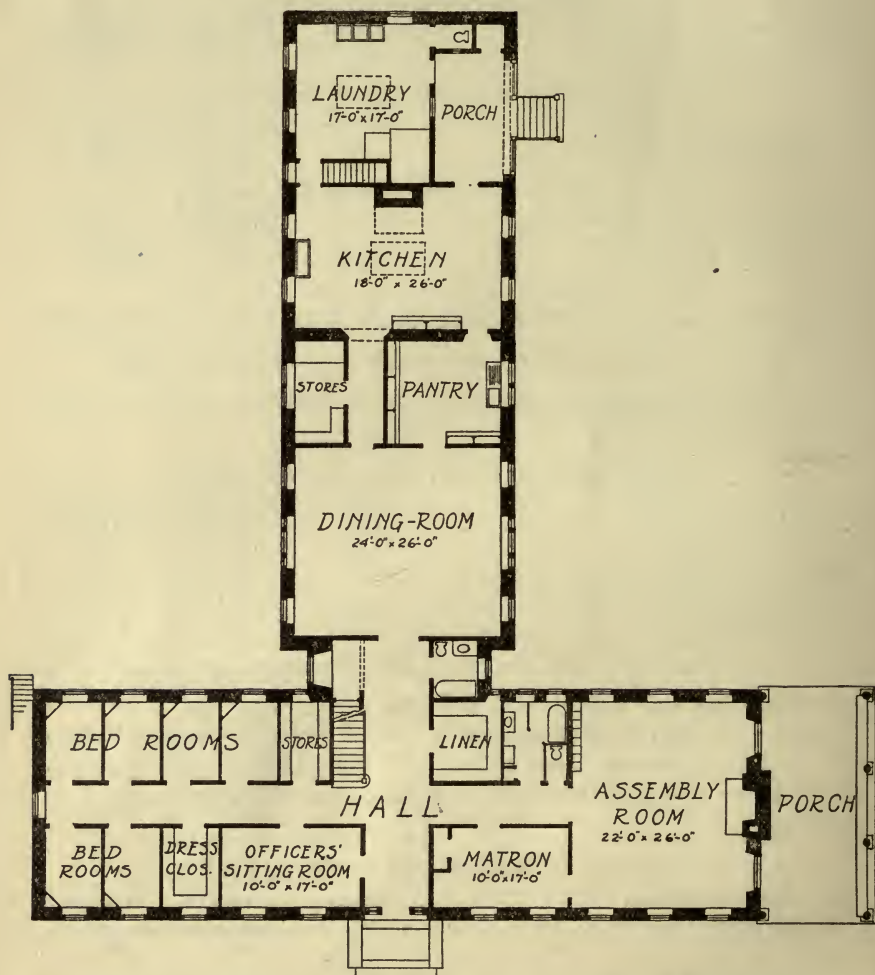 LAUNDRY
17'-0" x 17'-0"
PORCH
KITCHEN
18'-0" x 26'-0"
STORES
PANTRY
DINING-ROOM
24'-0" x 26'-0"
BED ROOMS
STORES
LINEN
HALL
ASSEMBLY
ROOM
22'-0" x 26'-0"
PORCH
BED
ROOMS
DRESS
CLOS.
OFFICERS'
SITTING ROOM
10'-0" x 17'-0"
MATRON
10'-0" x 17'-0"